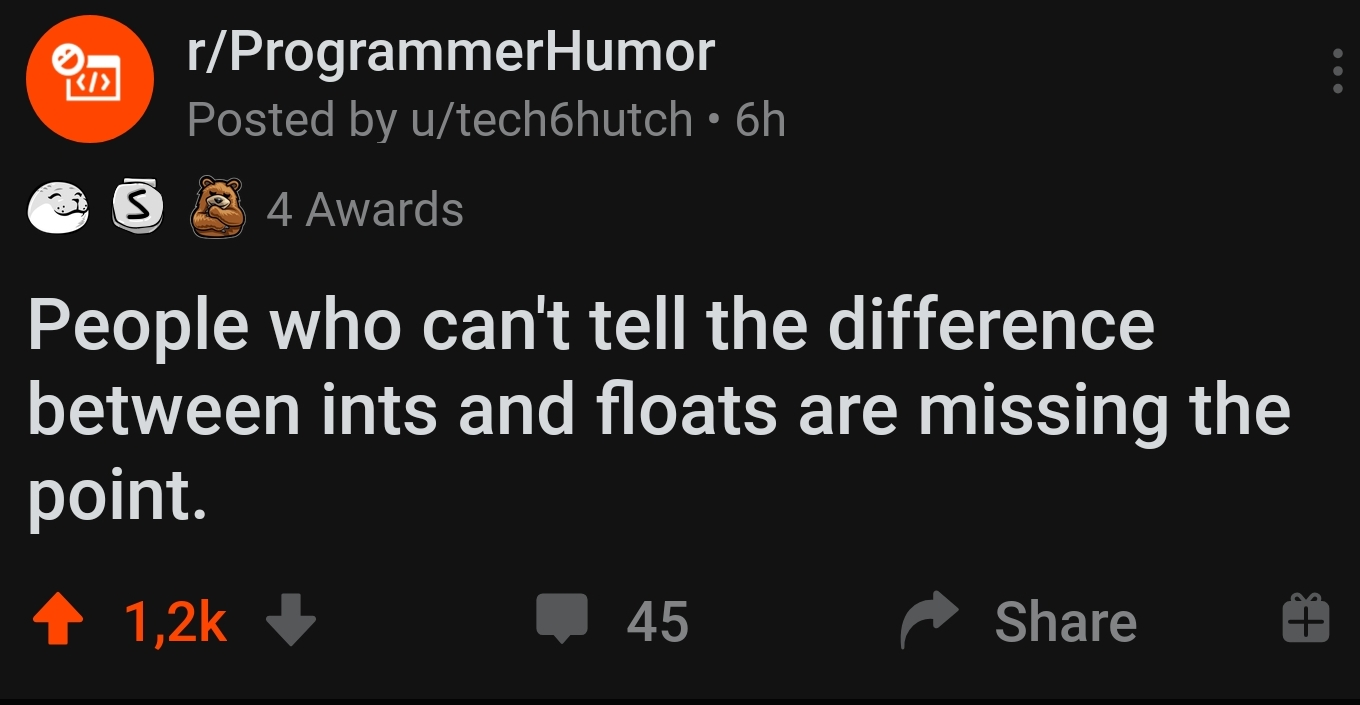 r/ProgrammerHumor
Posted by u/tech6hutch • 6h
S 4 Awards
People who can't tell the difference
between ints and floats are missing the
point.
1,2k 45 Share